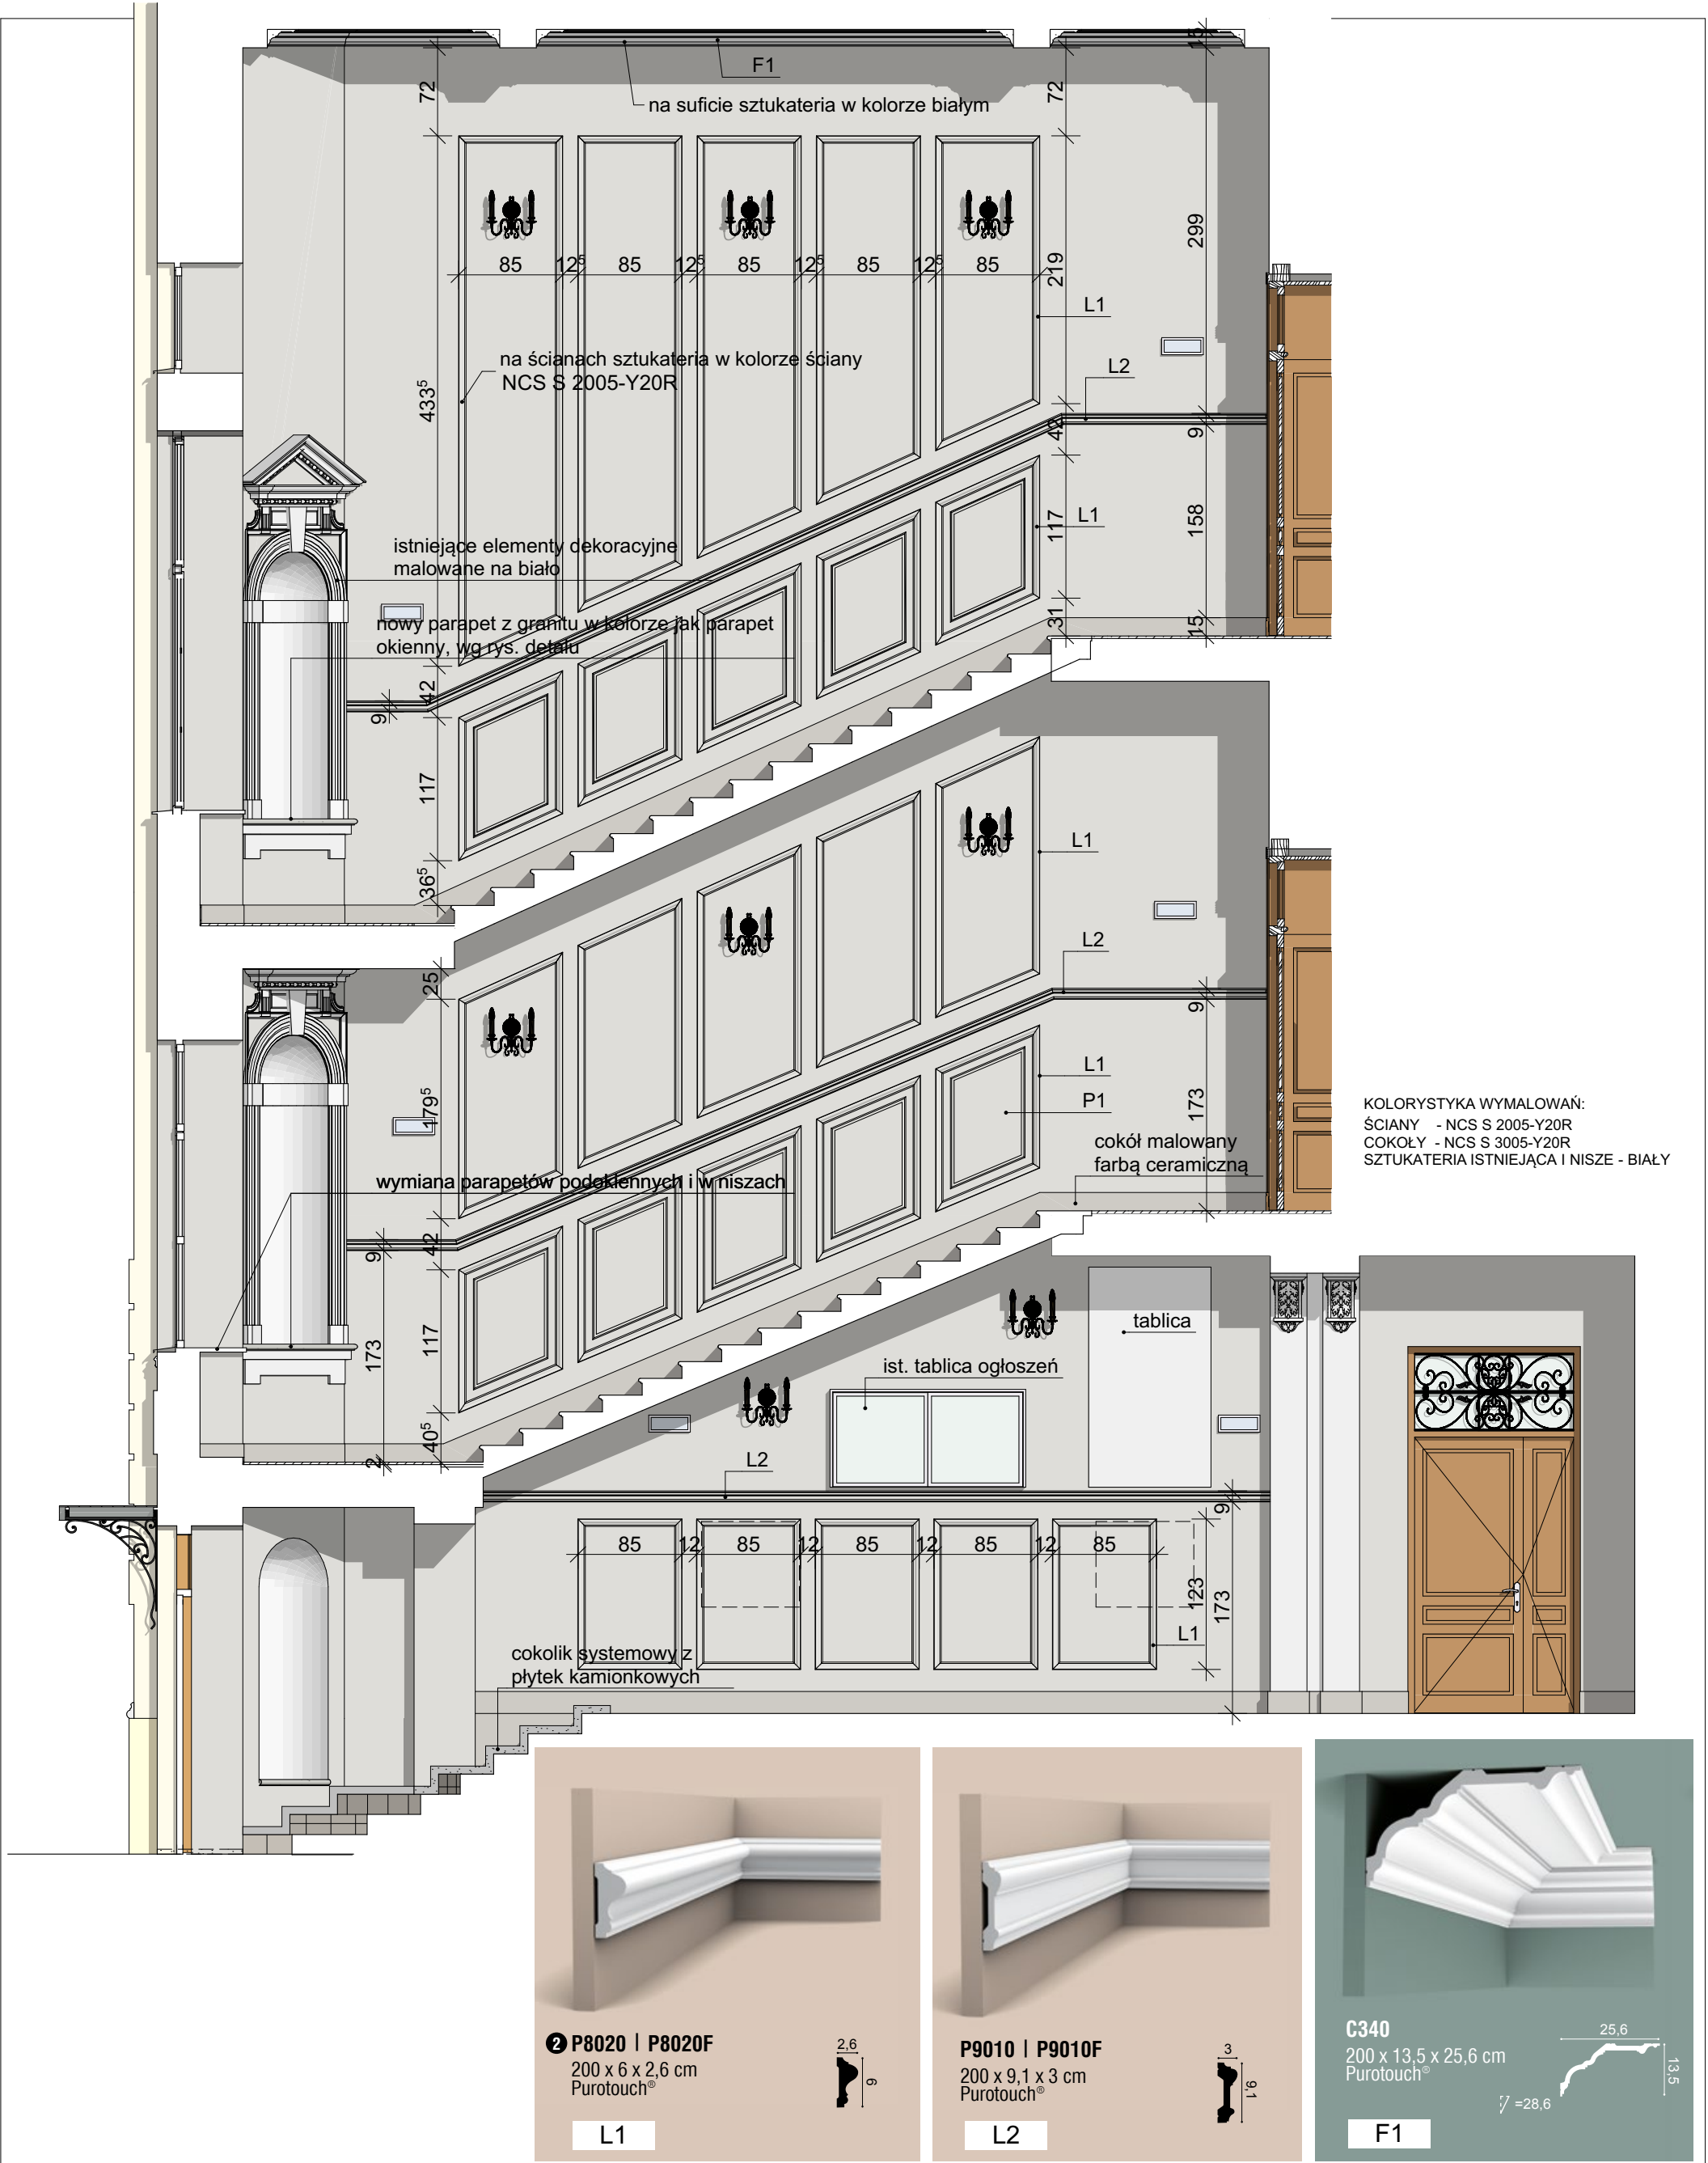 15
F1
na suficie sztukateria w kolorze białym
72
72
299
85
12⁵
85
12⁵
85
12⁵
85
12⁵
85
219
L1
na ścianach sztukateria w kolorze ściany
NCS S 2005-Y20R
L2
433⁵
42
9
istniejące elementy dekoracyjne
malowane na biało
117
L1
158
nowy parapet z granitu w kolorze jak parapet
okienny, wg rys. detalu
31
15
42
9
117
36⁵
L1
L2
25
9
L1
P1
179⁵
173
cokół malowany
farbą ceramiczną
KOLORYSTYKA WYMALOWAŃ:
ŚCIANY - NCS S 2005-Y20R
COKOŁY - NCS S 3005-Y20R
SZTUKATERIA ISTNIEJĄCA I NISZE - BIAŁY
wymiana parapetów podokiennych i w niszach
9
42
173
117
40⁵
2
tablica
ist. tablica ogłoszeń
L2
9
85
12
85
12
85
12
85
12
85
123
173
L1
cokolik systemowy z
płytek kamionkowych
2 P8020 | P8020F
200 x 6 x 2,6 cm
Purotouch®
2,6
6
L1
P9010 | P9010F
200 x 9,1 x 3 cm
Purotouch®
3
9,1
L2
C340
200 x 13,5 x 25,6 cm
Purotouch®
25,6
13,5
=28,6
F1